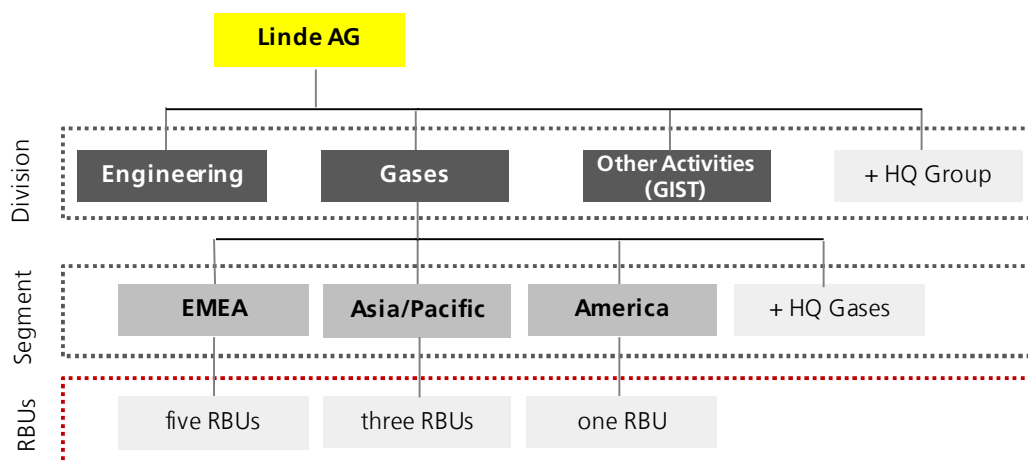 Linde AG
Division
Engineering
Gases
Other Activities
(GIST)
+ HQ Group
Segment
EMEA
Asia/Pacific
America
+ HQ Gases
RBUs
five RBUs
three RBUs
one RBU